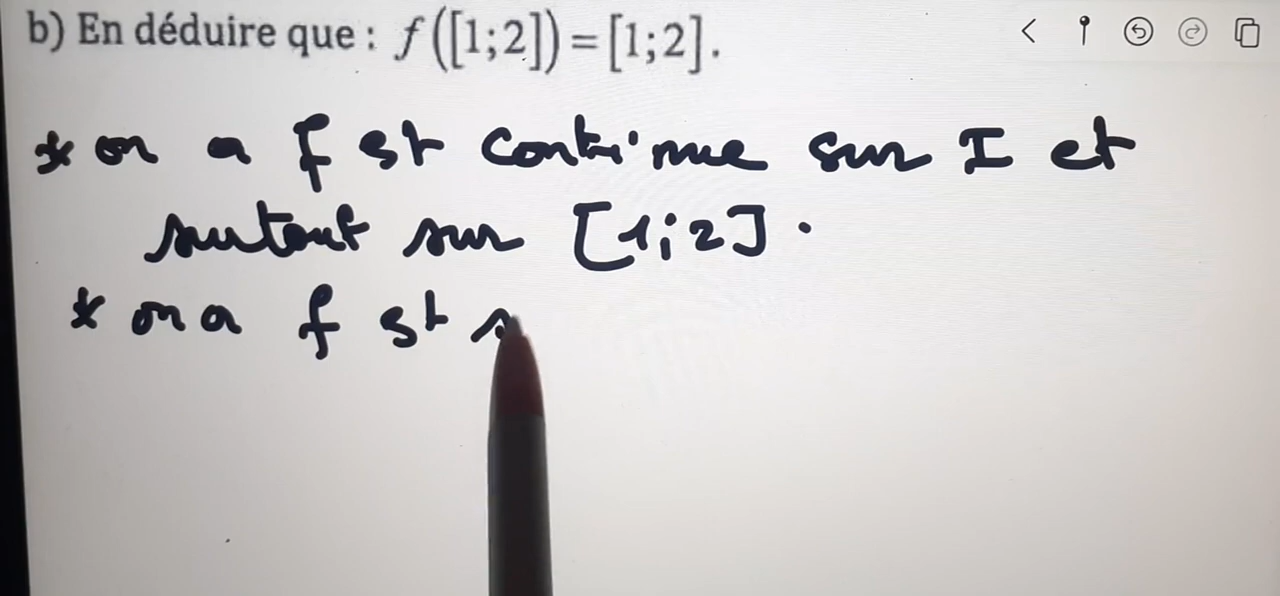 b) En déduire que : f([1;2]) = [1;2].
* on a f st continue sur I et
surtout sur [1;2].
* on a f st